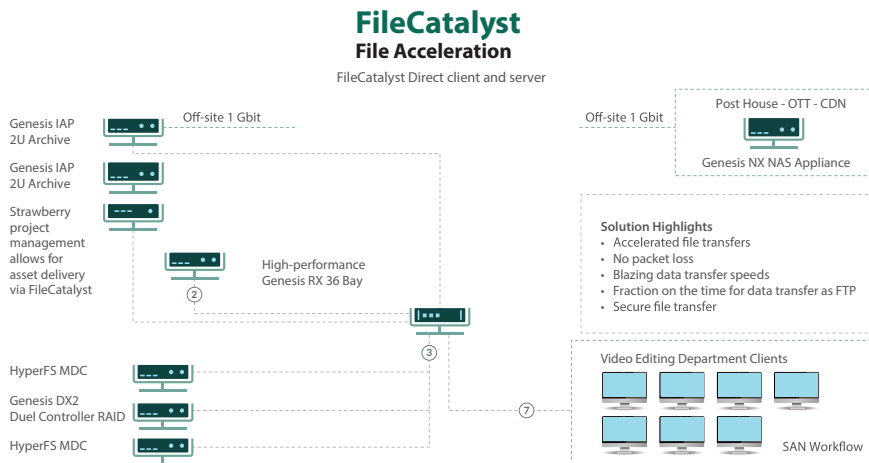 FileCatalyst
File Acceleration
FileCatalyst Direct client and server
Genesis IAP
2U Archive
Off-site 1 Gbit
Off-site 1 Gbit
Post House - OTT - CDN
Genesis NX NAS Appliance
Genesis IAP
2U Archive
Strawberry
project
management
allows for
asset delivery
via FileCatalyst
High-performance
Genesis RX 36 Bay
2
Solution Highlights
• Accelerated file transfers
• No packet loss
• Blazing data transfer speeds
• Fraction on the time for data transfer as FTP
• Secure file transfer
3
HyperFS MDC
Genesis DX2
Duel Controller RAID
HyperFS MDC
7
Video Editing Department Clients
SAN Workflow